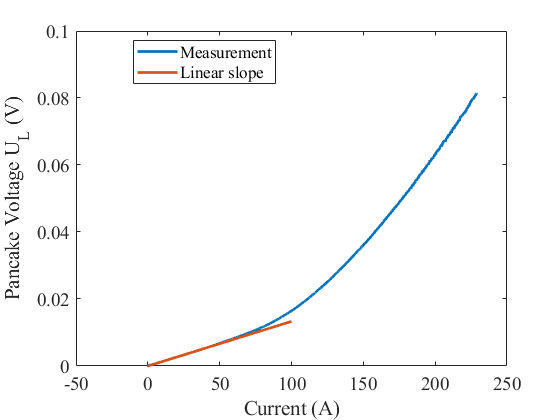 0.1
0.08
0.06
0.04
0.02
0
Pancake Voltage U_L (V)
Measurement
Linear slope
-50 0 50 100 150 200 250
Current (A)